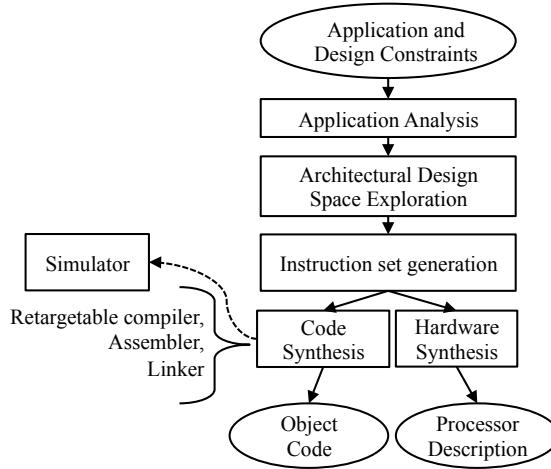 Application and
Design Constraints
Application Analysis
Architectural Design
Space Exploration
Simulator
Instruction set generation
Retargetable compiler,
Assembler,
Linker
Code
Synthesis
Hardware
Synthesis
Object
Code
Processor
Description